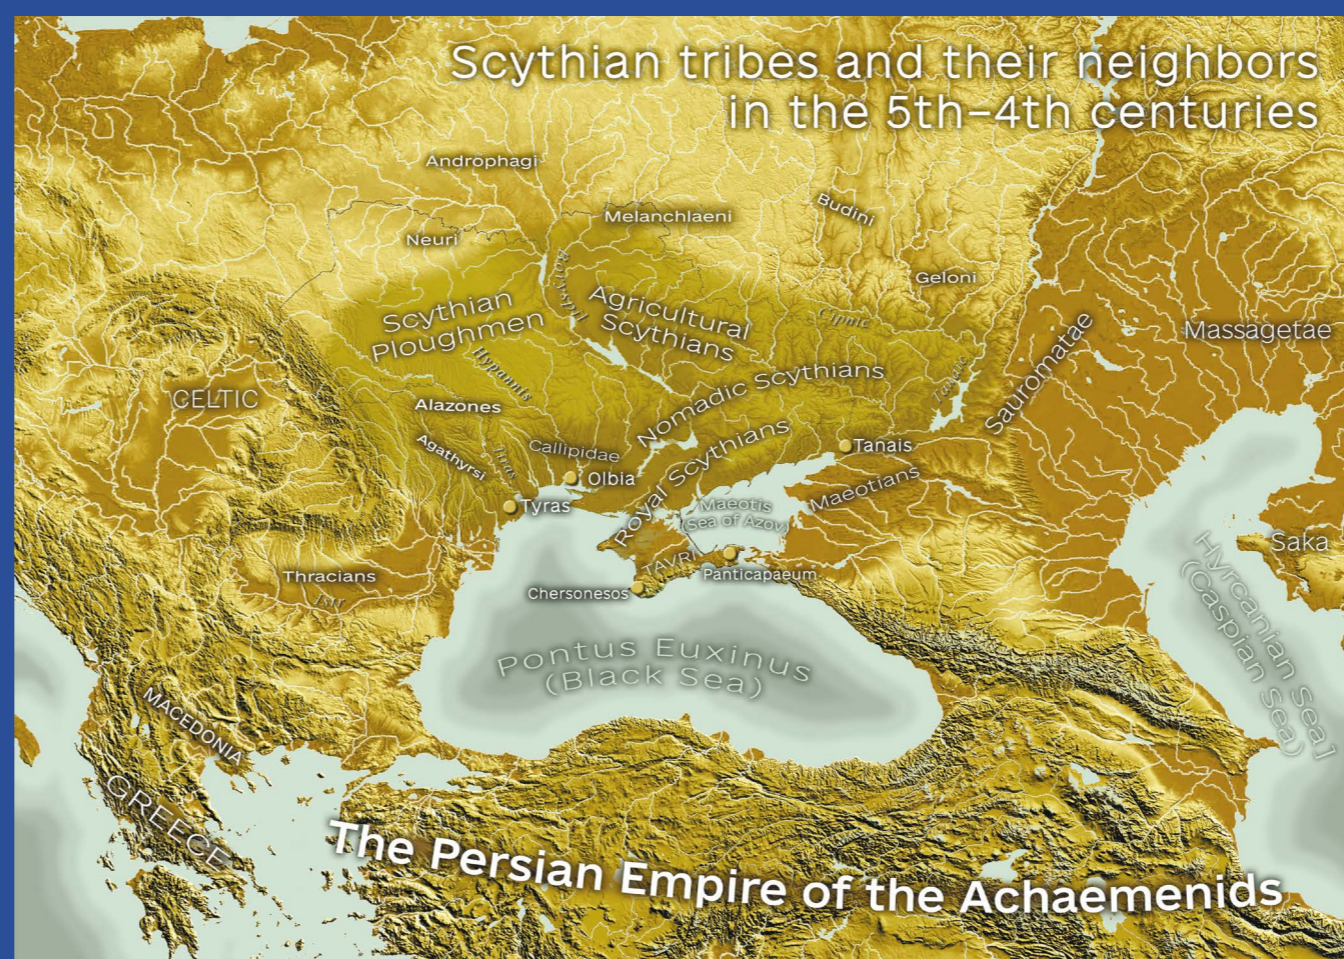 Scythian tribes and their neighbors
in the 5th–4th centuries
Androphagi
Melanchlaeni
Budini
Neuri
Geloni
Scythian
Ploughmen
Agricultural
Scythians
Massagetae
Hypanis
Nomadic Scythians
Sauromatae
CELTIC
Alazones
Agathyrsi
Callipidae
Royal Scythians
Tanais
Olbia
Tyras
Maeotians
Maeotis
(Sea of Azov)
Saka
TAVRI
Thracians
Istr
Panticapaeum
Chersonesos
Hyrcanian Sea
(Caspian Sea)
Pontus Euxinus
(Black Sea)
MACEDONIA
GREECE
The Persian Empire of the Achaemenids